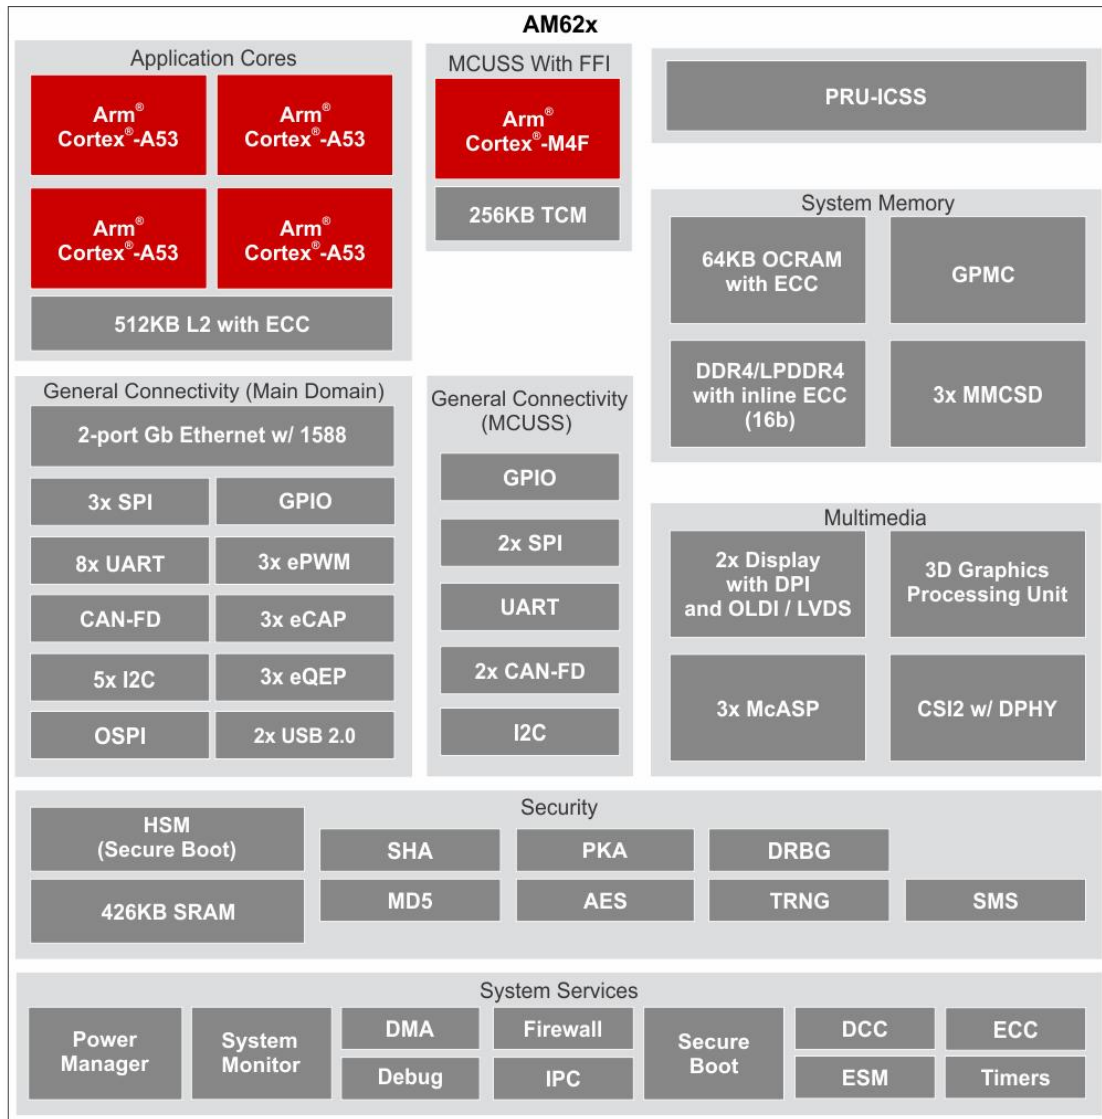 AM62x
Application Cores
Arm®
Cortex®-A53
Arm®
Cortex®-A53
Arm®
Cortex®-A53
Arm®
Cortex®-A53
512KB L2 with ECC
MCUSS With FFI
Arm®
Cortex®-M4F
256KB TCM
PRU-ICSS
System Memory
64KB OCRAM
with ECC
GPMC
DDR4/LPDDR4
with inline ECC
(16b)
3x MMCSD
General Connectivity (Main Domain)
2-port Gb Ethernet w/ 1588
3x SPI
GPIO
8x UART
3x ePWM
CAN-FD
3x eCAP
5x I2C
3x eQEP
OSPI
2x USB 2.0
General Connectivity
(MCUSS)
GPIO
2x SPI
UART
2x CAN-FD
I2C
Multimedia
2x Display
with DPI
and OLDI / LVDS
3D Graphics
Processing Unit
3x McASP
CSI2 w/ DPHY
Security
HSM
(Secure Boot)
SHA
PKA
DRBG
426KB SRAM
MD5
AES
TRNG
SMS
System Services
Power
Manager
System
Monitor
DMA
Debug
Firewall
IPC
Secure
Boot
DCC
ESM
ECC
Timers